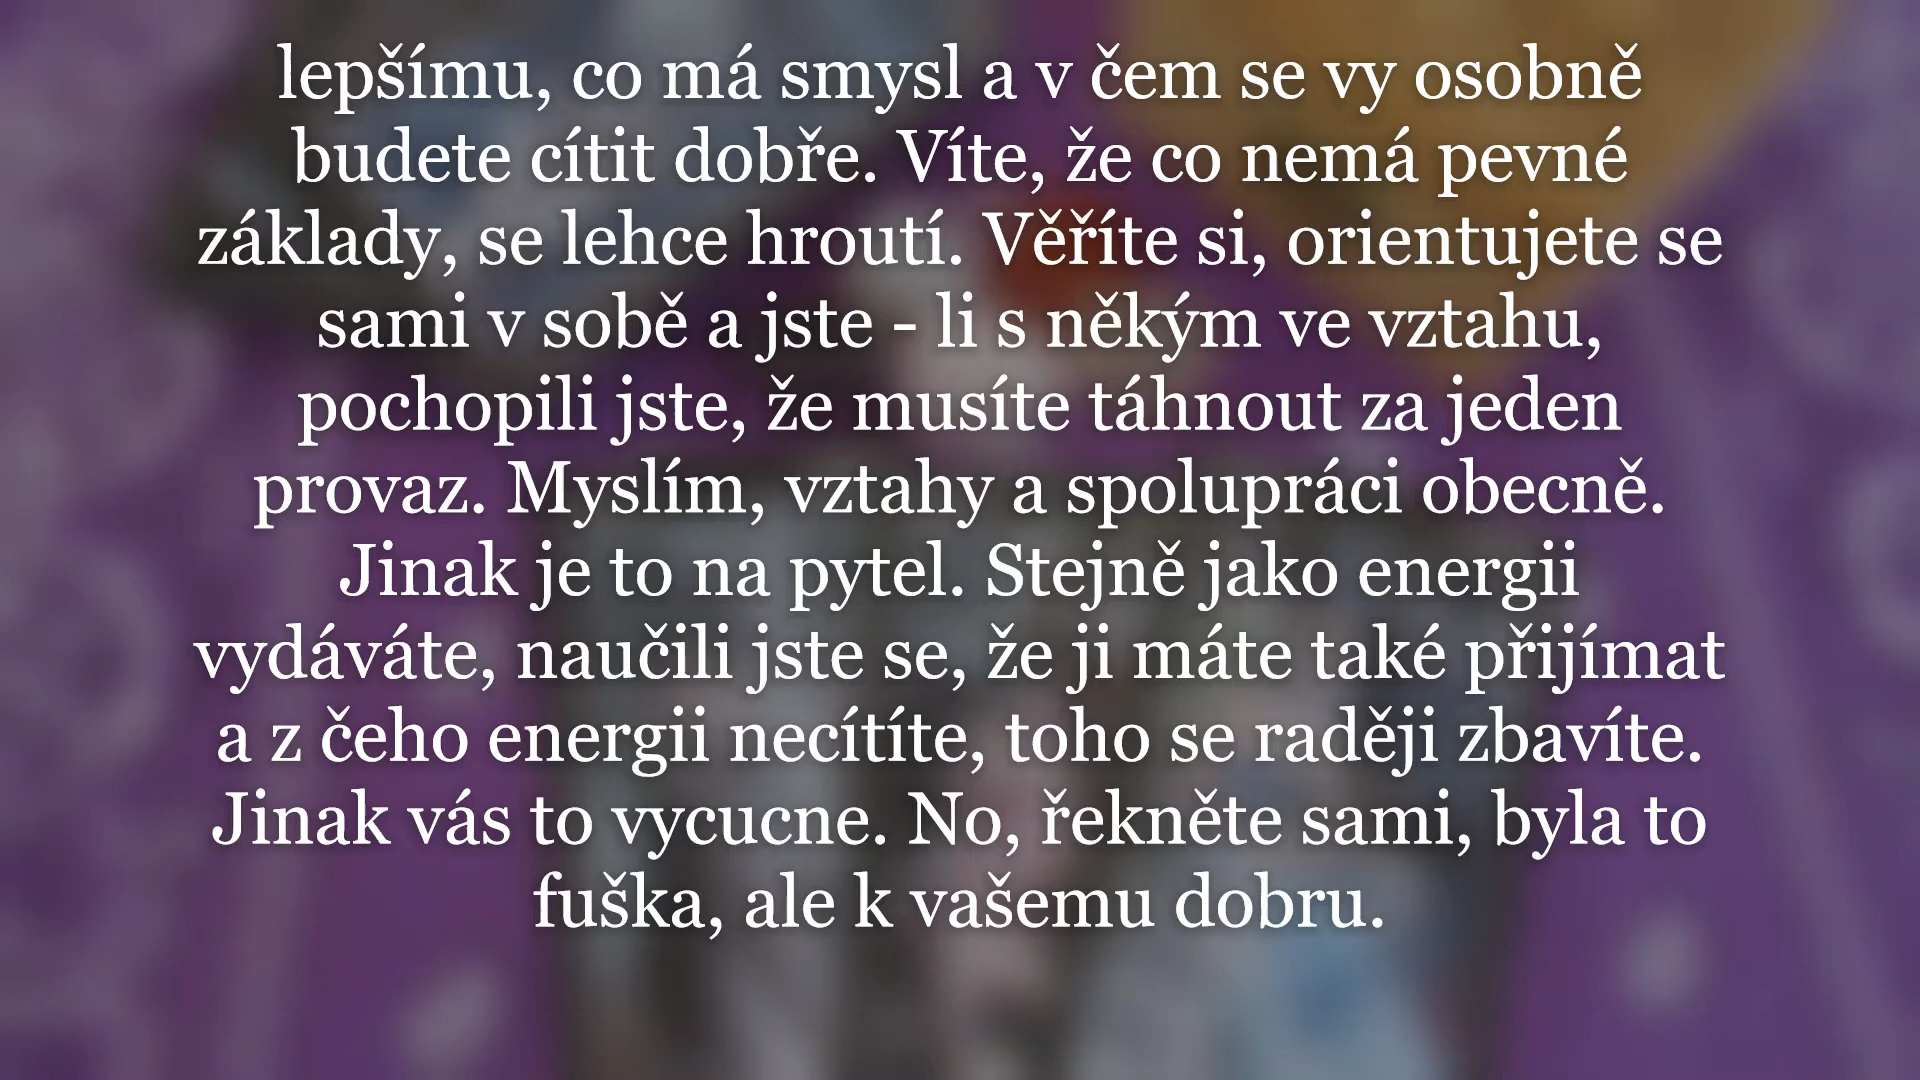 lepšímu, co má smysl a v čem se vy osobně
budete cítit dobře. Víte, že co nemá pevné
základy, se lehce hroutí. Věříte si, orientujete se
sami v sobě a jste - li s někým ve vztahu,
pochopili jste, že musíte táhnout za jeden
provaz. Myslím, vztahy a spolupráci obecně.
Jinak je to na pytel. Stejně jako energii
vydáváte, naučili jste se, že ji máte také přijímat
a z čeho energii necítíte, toho se raději zbavíte.
Jinak vás to vycucne. No, řekněte sami, byla to
fuška, ale k vašemu dobru.